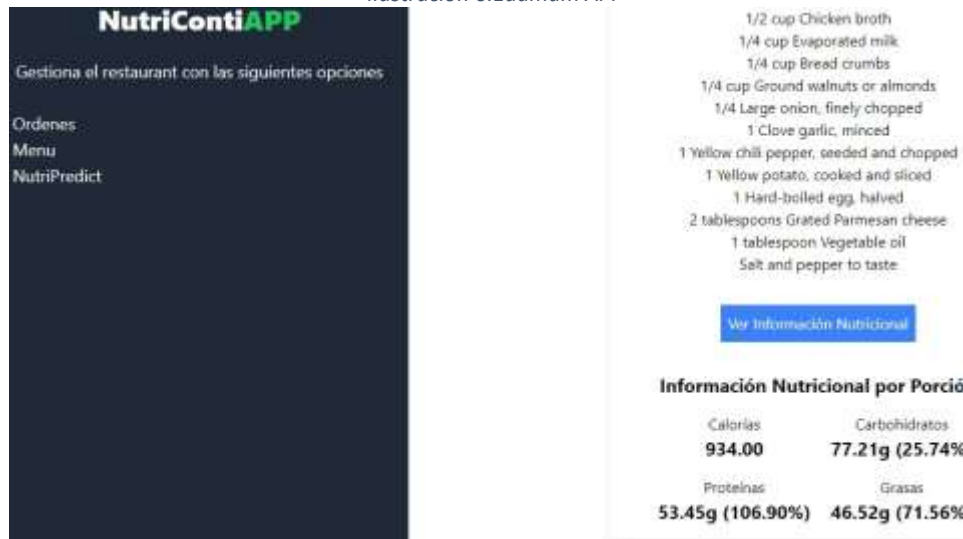 NutriContiAPP
Gestiona el restaurant con las siguientes opciones
Ordenes
Menu
NutriPredict
1/2 cup Chicken broth
1/4 cup Evaporated milk
1/4 cup Bread crumbs
1/4 cup Ground walnuts or almonds
1/4 Large onion, finely chopped
1 Clove garlic, minced
1 Yellow chili pepper, seeded and chopped
1 Yellow potato, cooked and sliced
1 Hard-boiled egg, halved
2 tablespoons Grated Parmesan cheese
1 tablespoon Vegetable oil
Salt and pepper to taste
Ver Información Nutricional
Información Nutricional por Porció
Calorías Carbohidratos
934.00 77.21g (25.74%
Proteínas Grasas
53.45g (106.90%) 46.52g (71.56%